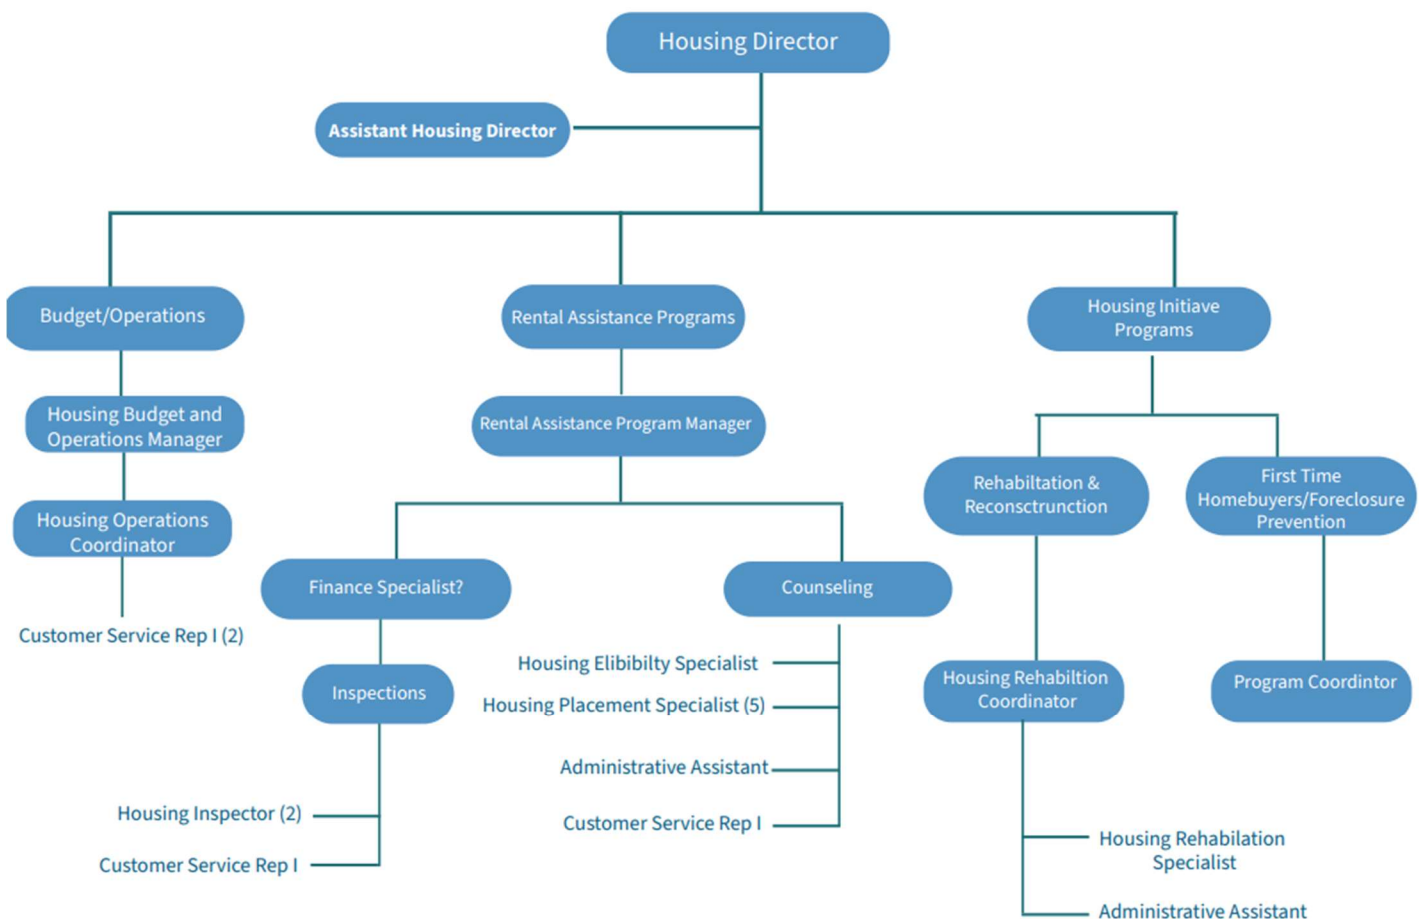 Housing Director
Assistant Housing Director
Budget/Operations
Rental Assistance Programs
Housing Initiave
Programs
Housing Budget and
Operations Manager
Rental Assistance Program Manager
Housing Operations
Coordinator
Rehabiltation &
Reconsctrunction
First Time
Homebuyers/Foreclosure
Prevention
Finance Specialist?
Counseling
Customer Service Rep I (2)
Inspections
Housing Elibibilty Specialist
Housing Placement Specialist (5)
Administrative Assistant
Customer Service Rep I
Housing Rehabiltion
Coordinator
Program Coordintor
Housing Inspector (2)
Customer Service Rep I
Housing Rehabilation
Specialist
Administrative Assistant